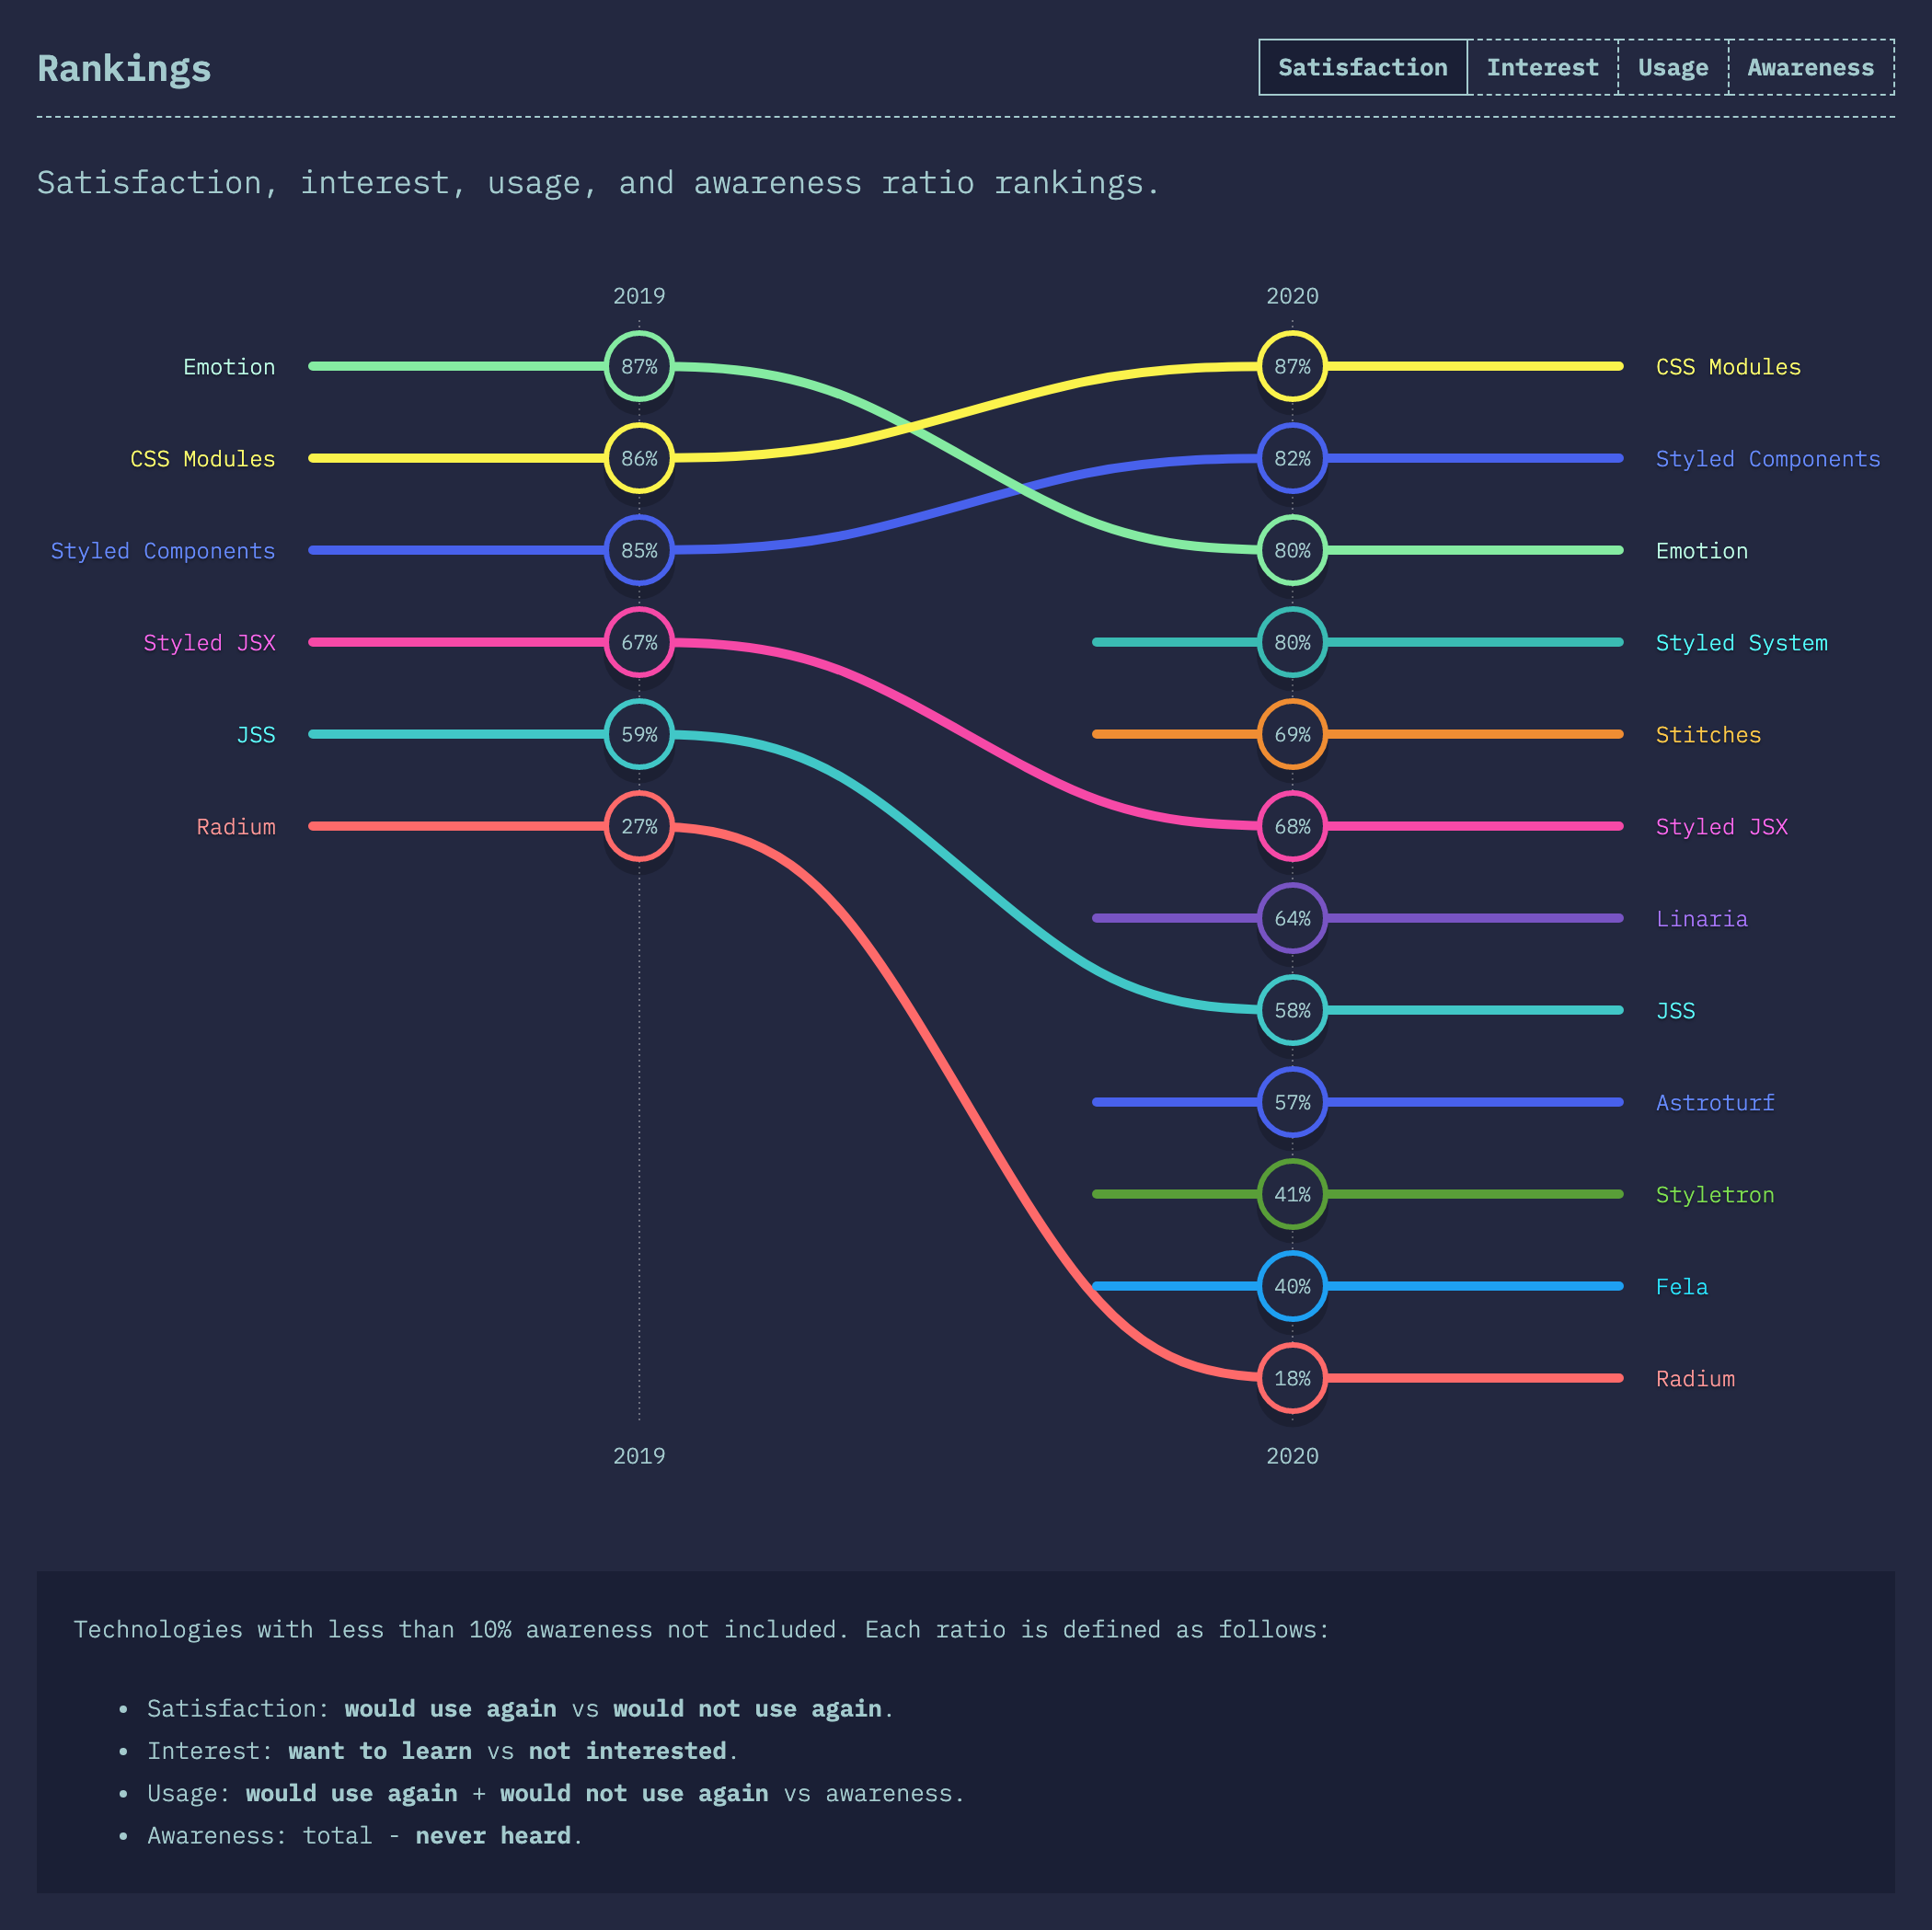 Rankings
Satisfaction Interest Usage Awareness
Satisfaction, interest, usage, and awareness ratio rankings.
2019 2020
Emotion 87% 87% CSS Modules
CSS Modules 86% 82% Styled Components
Styled Components 85% 80% Emotion
Styled JSX 67% 80% Styled System
JSS 59% 69% Stitches
Radium 27% 68% Styled JSX
64% Linaria
58% JSS
57% Astroturf
41% Styletron
40% Fela
18% Radium
2019 2020
Technologies with less than 10% awareness not included. Each ratio is defined as follows:
• Satisfaction: would use again vs would not use again.
• Interest: want to learn vs not interested.
• Usage: would use again + would not use again vs awareness.
• Awareness: total - never heard.